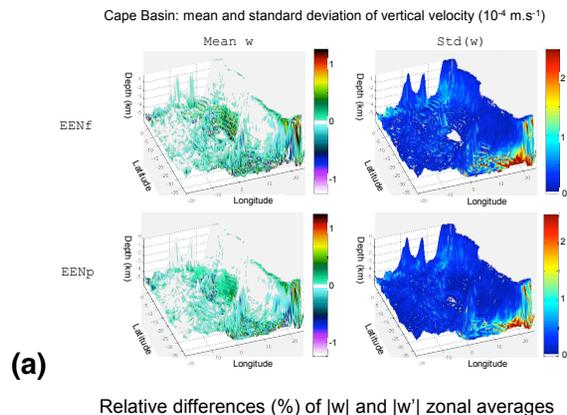 Cape Basin: mean and standard deviation of vertical velocity (10⁻⁴ m.s⁻¹)
Mean w
Std(w)
EENf
Depth (km)
Latitude
Longitude
1
0
-1
Depth (km)
Latitude
Longitude
2
1
0
EENp
Depth (km)
Latitude
Longitude
1
0
-1
Depth (km)
Latitude
Longitude
2
1
0
(a)
Relative differences (%) of |w| and |w'| zonal averages